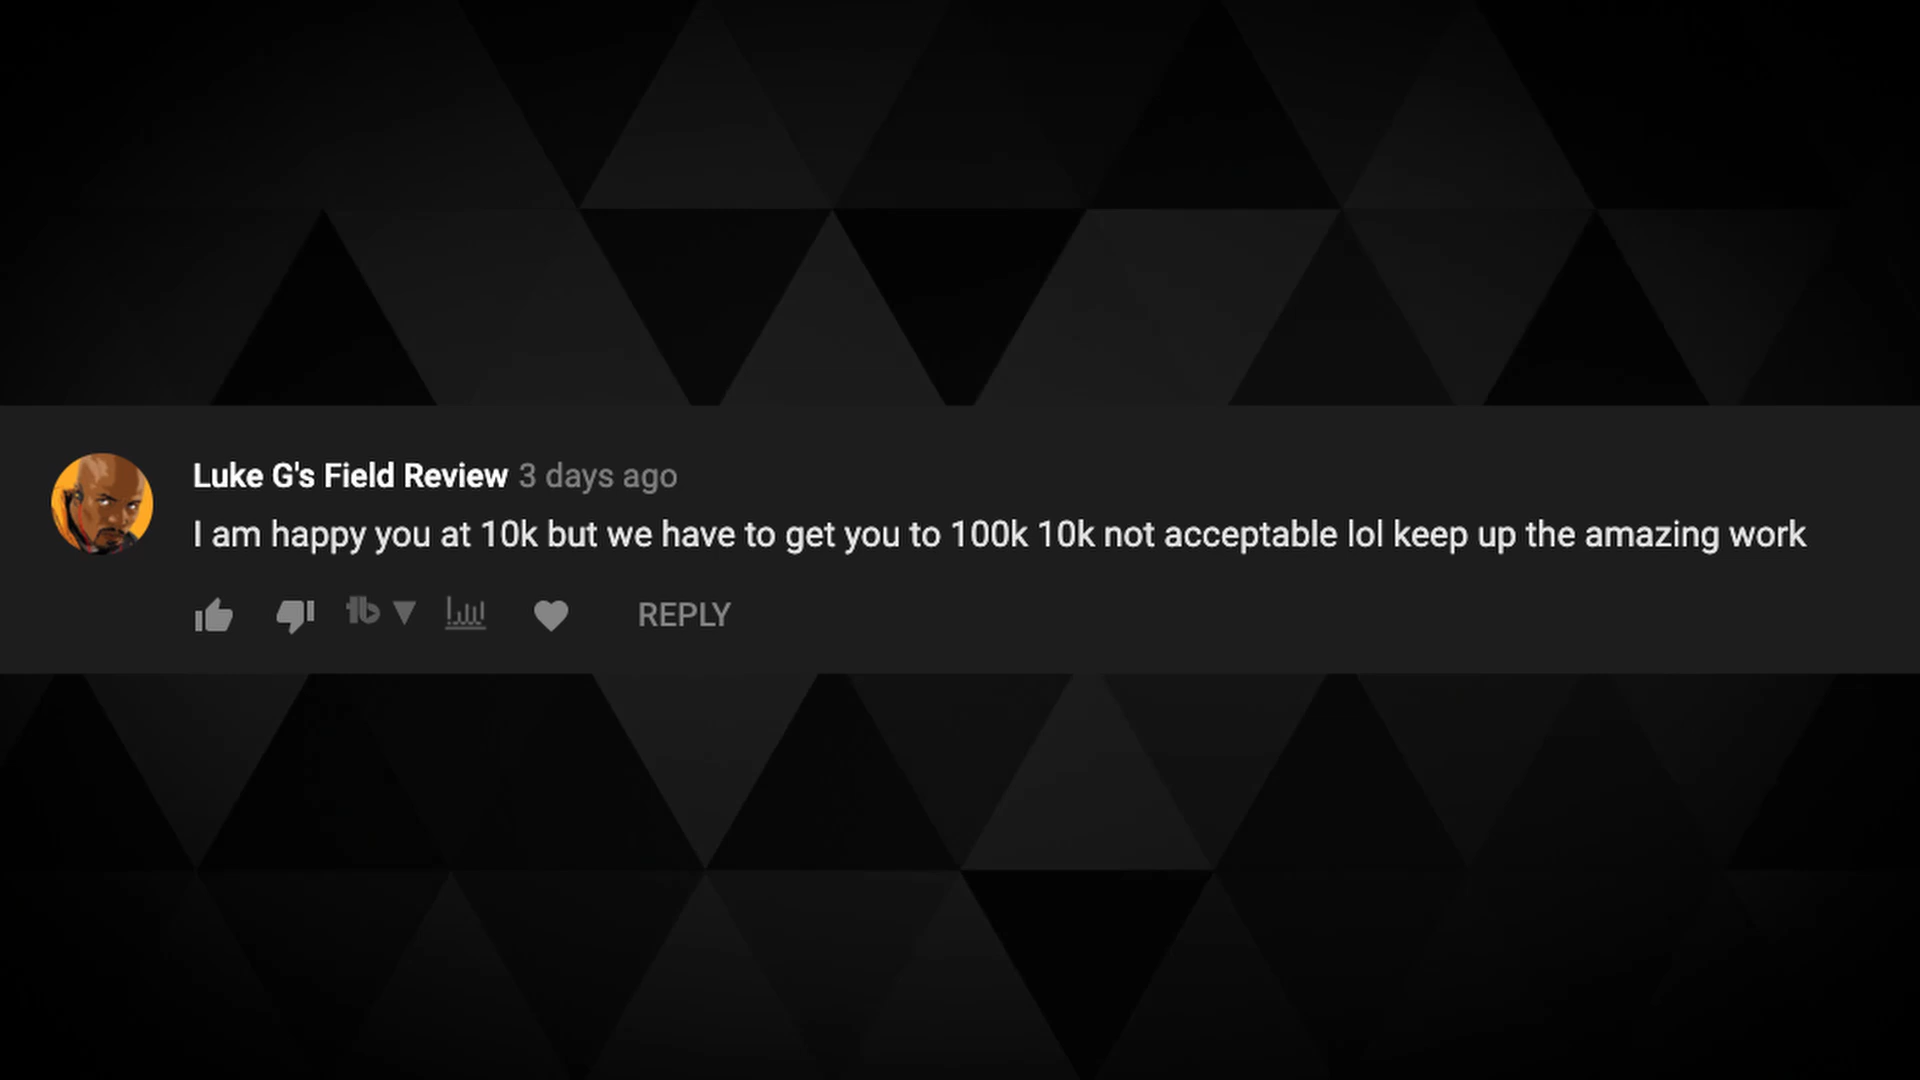 Luke G's Field Review 3 days ago
I am happy you at 10k but we have to get you to 100k 10k not acceptable lol keep up the amazing work
REPLY